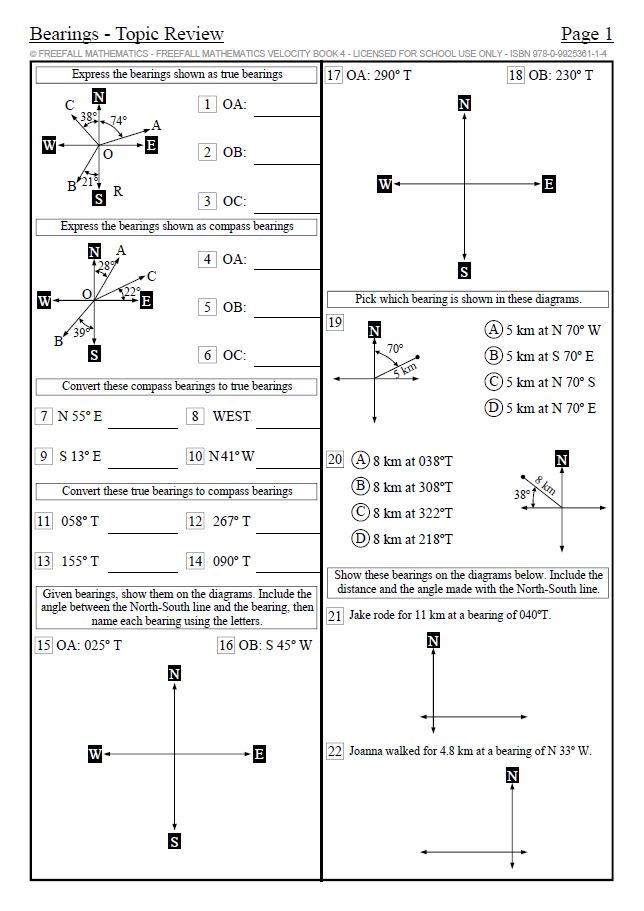 Bearings - Topic Review Page 1
© FREEFALL MATHEMATICS - FREEFALL MATHEMATICS VELOCITY BOOK 4 - LICENSED FOR SCHOOL USE ONLY - ISBN 978-0-9925361-1-4
Express the bearings shown as true bearings
N
C
38°
74°
A
W
O
E
B
21°
S
R
1 OA:
2 OB:
3 OC:
Express the bearings shown as compass bearings
N
A
28°
C
O
22°
W
E
39°
B
S
4 OA:
5 OB:
6 OC:
Convert these compass bearings to true bearings
7 N 55° E 8 WEST
9 S 13° E 10 N 41° W
Convert these true bearings to compass bearings
11 058° T 12 267° T
13 155° T 14 090° T
Given bearings, show them on the diagrams. Include the
angle between the North-South line and the bearing, then
name each bearing using the letters.
15 OA: 025° T 16 OB: S 45° W
N
W
E
S
17 OA: 290° T 18 OB: 230° T
N
W
E
S
Pick which bearing is shown in these diagrams.
19
N
70°
5 km
A 5 km at N 70° W
B 5 km at S 70° E
C 5 km at N 70° S
D 5 km at N 70° E
20
A 8 km at 038°T
B 8 km at 308°T
C 8 km at 322°T
D 8 km at 218°T
N
8 km
38°
Show these bearings on the diagrams below. Include the
distance and the angle made with the North-South line.
21 Jake rode for 11 km at a bearing of 040°T.
N
22 Joanna walked for 4.8 km at a bearing of N 33° W.
N